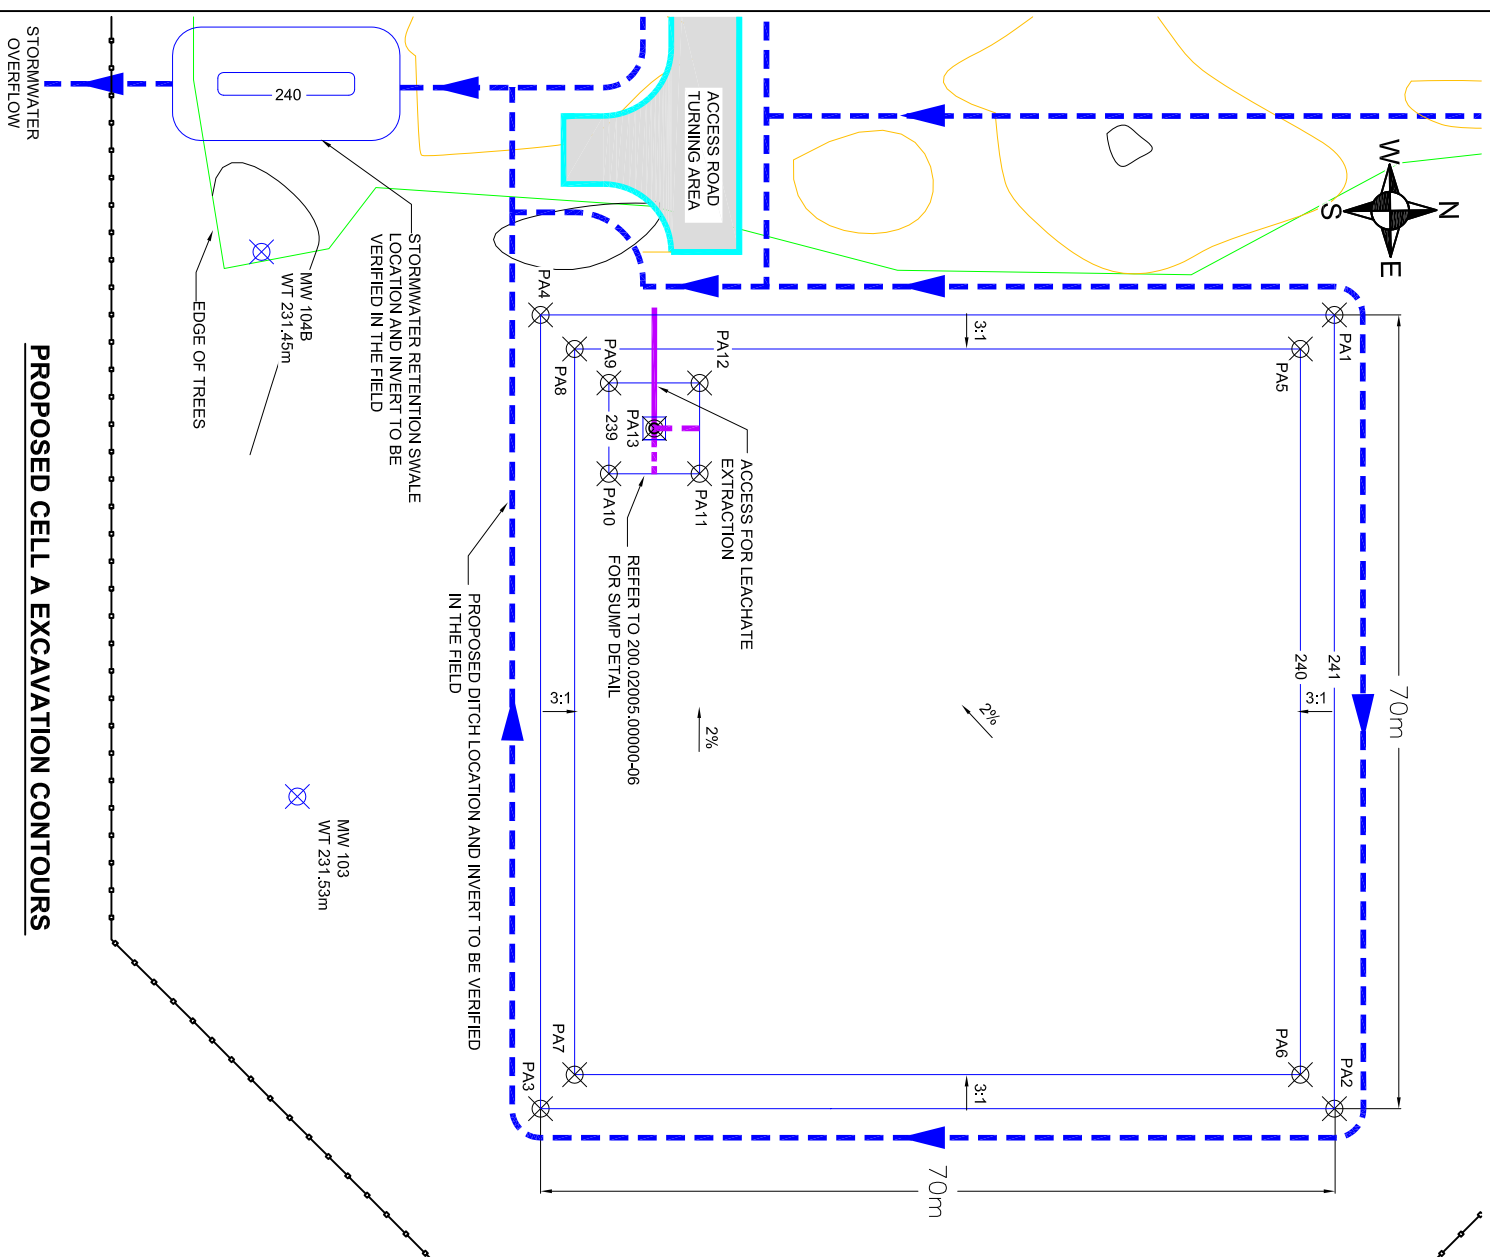 STORMWATER
OVERFLOW
240
ACCESS ROAD
TURNING AREA
W
N
S
E
STORMWATER RETENTION SWALE
LOCATION AND INVERT TO BE
VERIFIED IN THE FIELD
MW 104B
WT 231.45m
EDGE OF TREES
PA4
PA8
PA9
PA12
PA13
239
PA10
PA11
3:1
PA5
PA1
ACCESS FOR LEACHATE
EXTRACTION
REFER TO 200.02005.00000-06
FOR SUMP DETAIL
PROPOSED DITCH LOCATION AND INVERT TO BE VERIFIED
IN THE FIELD
3:1
2%
2%
240
241
3:1
70m
MW 103
WT 231.53m
PA7
PA3
3:1
PA6
PA2
70m
PROPOSED CELL A EXCAVATION CONTOURS